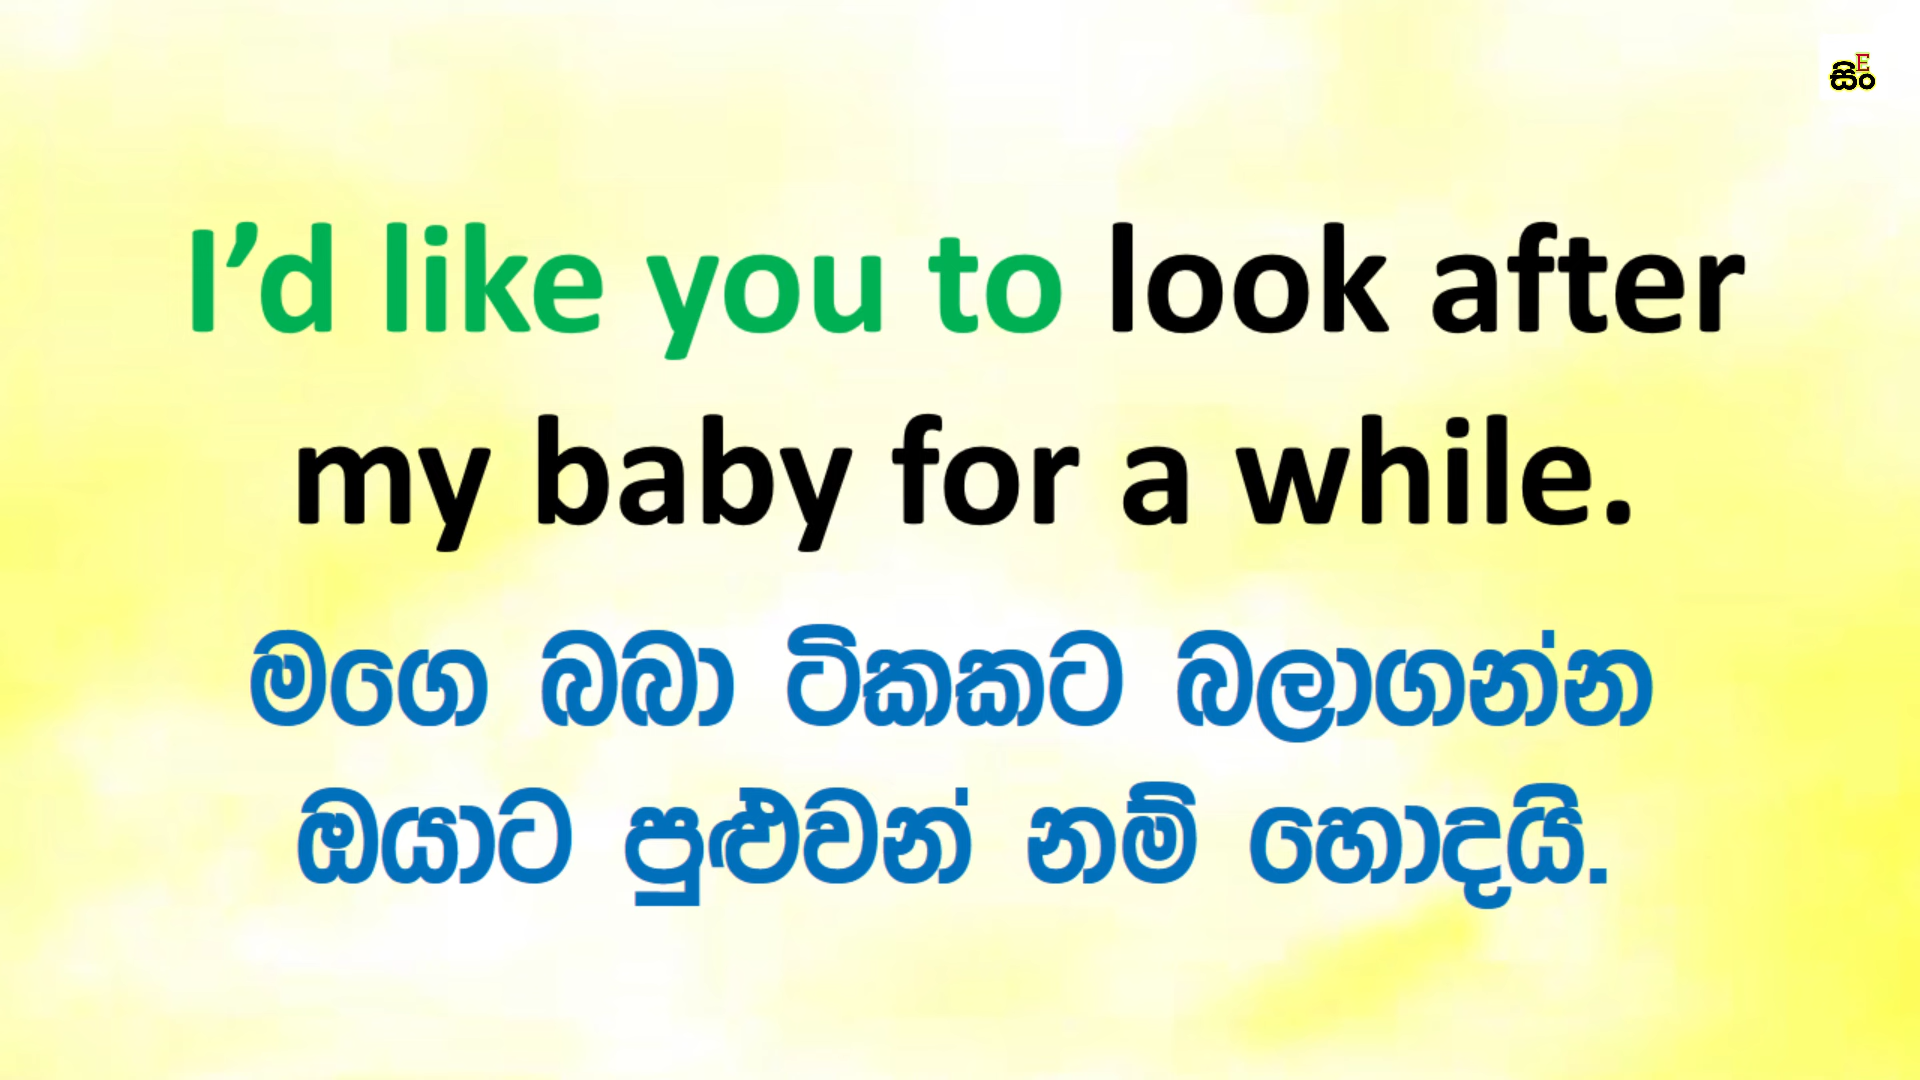 සිංE
I’d like you to look after
my baby for a while.
මගෙ බබා ටිකකට බලාගන්න
ඔයාට පුළුවන් නම් හොදයි.